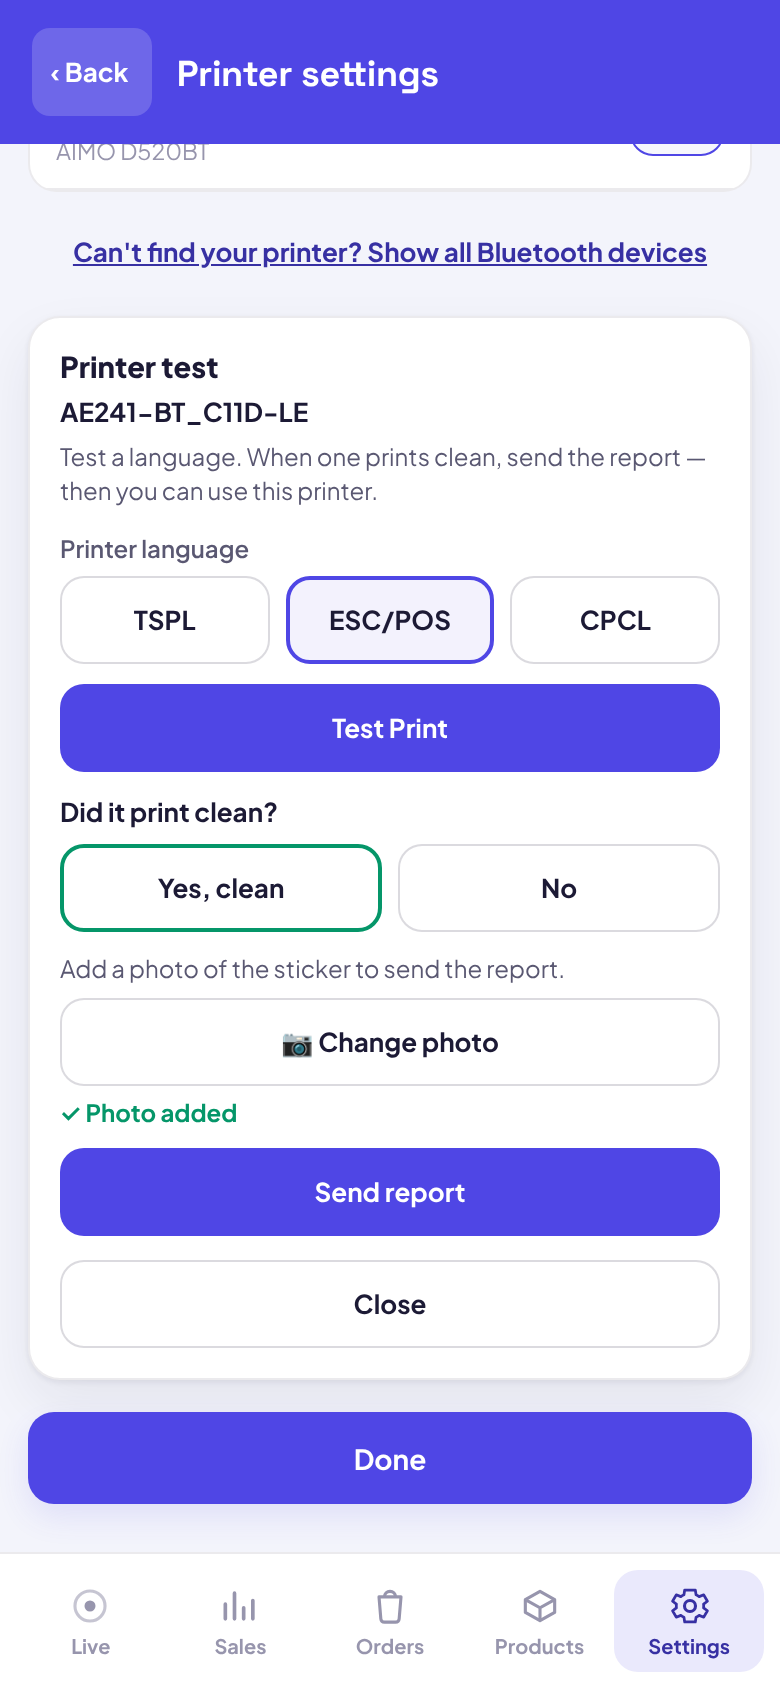 ‹ Back
Printer settings
AIMO D520BT
Can't find your printer? Show all Bluetooth devices
Printer test
AE241-BT_C11D-LE
Test a language. When one prints clean, send the report —
then you can use this printer.
Printer language
TSPL
ESC/POS
CPCL
Test Print
Did it print clean?
Yes, clean
No
Add a photo of the sticker to send the report.
📷 Change photo
✓ Photo added
Send report
Close
Done
Live
Sales
Orders
Products
Settings